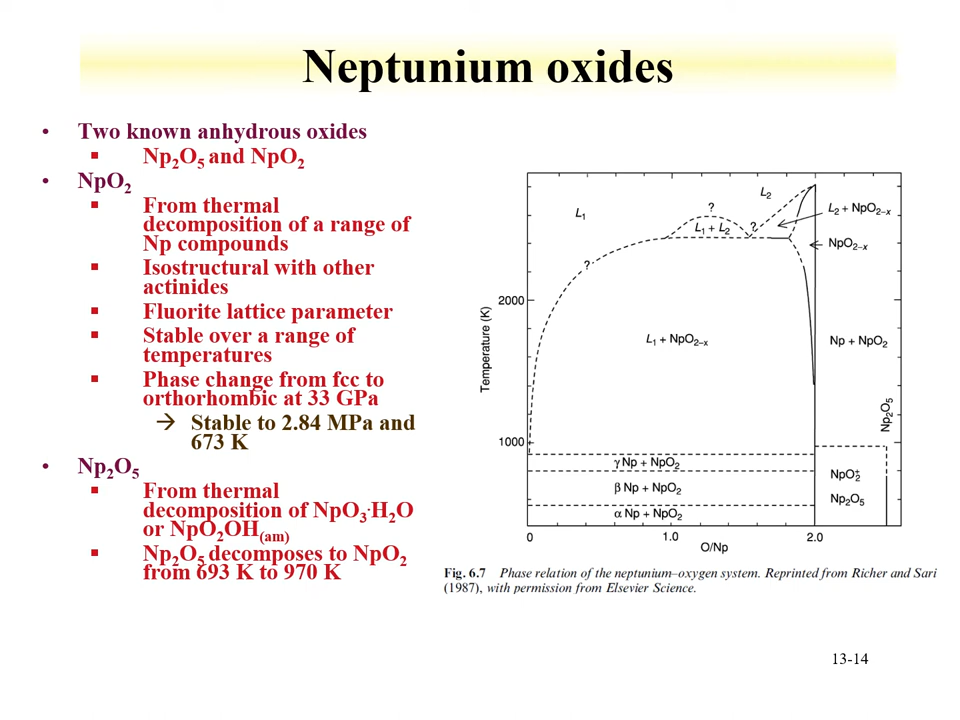 Neptunium oxides
• Two known anhydrous oxides
▪ Np₂O₅ and NpO₂
• NpO₂
▪ From thermal
decomposition of a range of
Np compounds
▪ Isostructural with other
actinides
▪ Fluorite lattice parameter
▪ Stable over a range of
temperatures
▪ Phase change from fcc to
orthorhombic at 33 GPa
→ Stable to 2.84 MPa and
673 K
• Np₂O₅
▪ From thermal
decomposition of NpO₃·H₂O
or NpO₂OH(am)
▪ Np₂O₅ decomposes to NpO₂
from 693 K to 970 K
L₁
L₂
?
L₁ + L₂
?
L₂ + NpO₂₋ₓ
NpO₂₋ₓ
?
2000
Temperature (K)
L₁ + NpO₂₋ₓ
Np + NpO₂
Np₂O₅
1000
γ Np + NpO₂
β Np + NpO₂
α Np + NpO₂
NpO₂⁺
Np₂O₅
0
1.0
2.0
O/Np
Fig. 6.7 Phase relation of the neptunium–oxygen system. Reprinted from Richer and Sari
(1987), with permission from Elsevier Science.
13-14